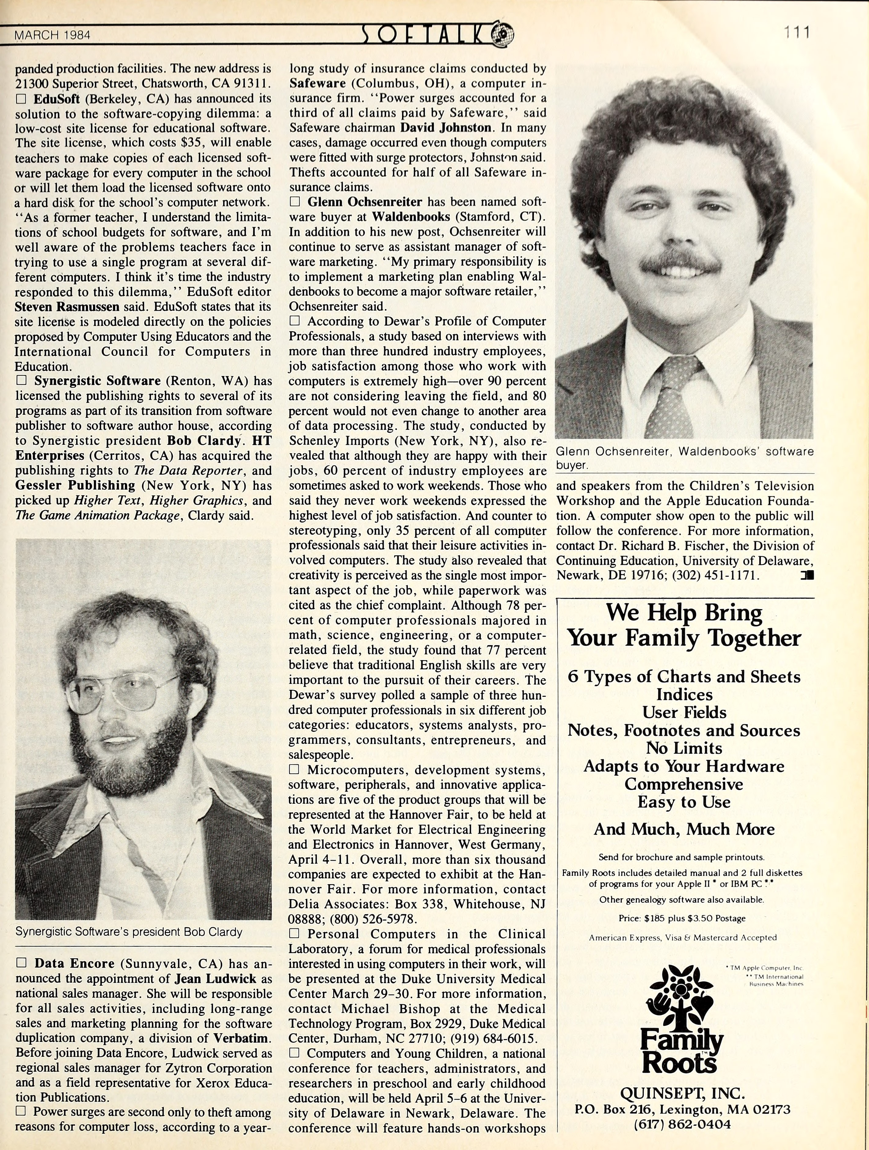 MARCH 1984
SOFTALK
111
panded production facilities. The new address is
21300 Superior Street, Chatsworth, CA 91311.
☐ EduSoft (Berkeley, CA) has announced its
solution to the software-copying dilemma: a
low-cost site license for educational software.
The site license, which costs $35, will enable
teachers to make copies of each licensed soft-
ware package for every computer in the school
or will let them load the licensed software onto
a hard disk for the school's computer network.
"As a former teacher, I understand the limita-
tions of school budgets for software, and I'm
well aware of the problems teachers face in
trying to use a single program at several dif-
ferent computers. I think it's time the industry
responded to this dilemma," EduSoft editor
Steven Rasmussen said. EduSoft states that its
site license is modeled directly on the policies
proposed by Computer Using Educators and the
International Council for Computers in
Education.
☐ Synergistic Software (Renton, WA) has
licensed the publishing rights to several of its
programs as part of its transition from software
publisher to software author house, according
to Synergistic president Bob Clardy. HT
Enterprises (Cerritos, CA) has acquired the
publishing rights to The Data Reporter, and
Gessler Publishing (New York, NY) has
picked up Higher Text, Higher Graphics, and
The Game Animation Package, Clardy said.
Synergistic Software's president Bob Clardy
☐ Data Encore (Sunnyvale, CA) has an-
nounced the appointment of Jean Ludwick as
national sales manager. She will be responsible
for all sales activities, including long-range
sales and marketing planning for the software
duplication company, a division of Verbatim.
Before joining Data Encore, Ludwick served as
regional sales manager for Zytron Corporation
and as a field representative for Xerox Educa-
tion Publications.
☐ Power surges are second only to theft among
reasons for computer loss, according to a year-
long study of insurance claims conducted by
Safeware (Columbus, OH), a computer in-
surance firm. "Power surges accounted for a
third of all claims paid by Safeware," said
Safeware chairman David Johnston. In many
cases, damage occurred even though computers
were fitted with surge protectors, Johnston said.
Thefts accounted for half of all Safeware in-
surance claims.
☐ Glenn Ochsenreiter has been named soft-
ware buyer at Waldenbooks (Stamford, CT).
In addition to his new post, Ochsenreiter will
continue to serve as assistant manager of soft-
ware marketing. "My primary responsibility is
to implement a marketing plan enabling Wal-
denbooks to become a major software retailer,"
Ochsenreiter said.
☐ According to Dewar's Profile of Computer
Professionals, a study based on interviews with
more than three hundred industry employees,
job satisfaction among those who work with
computers is extremely high—over 90 percent
are not considering leaving the field, and 80
percent would not even change to another area
of data processing. The study, conducted by
Schenley Imports (New York, NY), also re-
vealed that although they are happy with their
jobs, 60 percent of industry employees are
sometimes asked to work weekends. Those who
said they never work weekends expressed the
highest level of job satisfaction. And counter to
stereotyping, only 35 percent of all computer
professionals said that their leisure activities in-
volved computers. The study also revealed that
creativity is perceived as the single most impor-
tant aspect of the job, while paperwork was
cited as the chief complaint. Although 78 per-
cent of computer professionals majored in
math, science, engineering, or a computer-
related field, the study found that 77 percent
believe that traditional English skills are very
important to the pursuit of their careers. The
Dewar's survey polled a sample of three hun-
dred computer professionals in six different job
categories: educators, systems analysts, pro-
grammers, consultants, entrepreneurs, and
salespeople.
☐ Microcomputers, development systems,
software, peripherals, and innovative applica-
tions are five of the product groups that will be
represented at the Hannover Fair, to be held at
the World Market for Electrical Engineering
and Electronics in Hannover, West Germany,
April 4–11. Overall, more than six thousand
companies are expected to exhibit at the Han-
nover Fair. For more information, contact
Delia Associates: Box 338, Whitehouse, NJ
08888; (800) 526-5978.
☐ Personal Computers in the Clinical
Laboratory, a forum for medical professionals
interested in using computers in their work, will
be presented at the Duke University Medical
Center March 29–30. For more information,
contact Michael Bishop at the Medical
Technology Program, Box 2929, Duke Medical
Center, Durham, NC 27710; (919) 684-6015.
☐ Computers and Young Children, a national
conference for teachers, administrators, and
researchers in preschool and early childhood
education, will be held April 5–6 at the Univer-
sity of Delaware in Newark, Delaware. The
conference will feature hands-on workshops
Glenn Ochsenreiter, Waldenbooks' software
buyer.
and speakers from the Children's Television
Workshop and the Apple Education Founda-
tion. A computer show open to the public will
follow the conference. For more information,
contact Dr. Richard B. Fischer, the Division of
Continuing Education, University of Delaware,
Newark, DE 19716; (302) 451-1171.
We Help Bring
Your Family Together
6 Types of Charts and Sheets
Indices
User Fields
Notes, Footnotes and Sources
No Limits
Adapts to Your Hardware
Comprehensive
Easy to Use
And Much, Much More
Send for brochure and sample printouts.
Family Roots includes detailed manual and 2 full diskettes
of programs for your Apple II * or IBM PC.**
Other genealogy software also available.
Price: $185 plus $3.50 Postage
American Express, Visa & Mastercard Accepted
* TM Apple Computer, Inc.
** TM International
Business Machines
Family
Roots™
QUINSEPT, INC.
P.O. Box 216, Lexington, MA 02173
(617) 862-0404